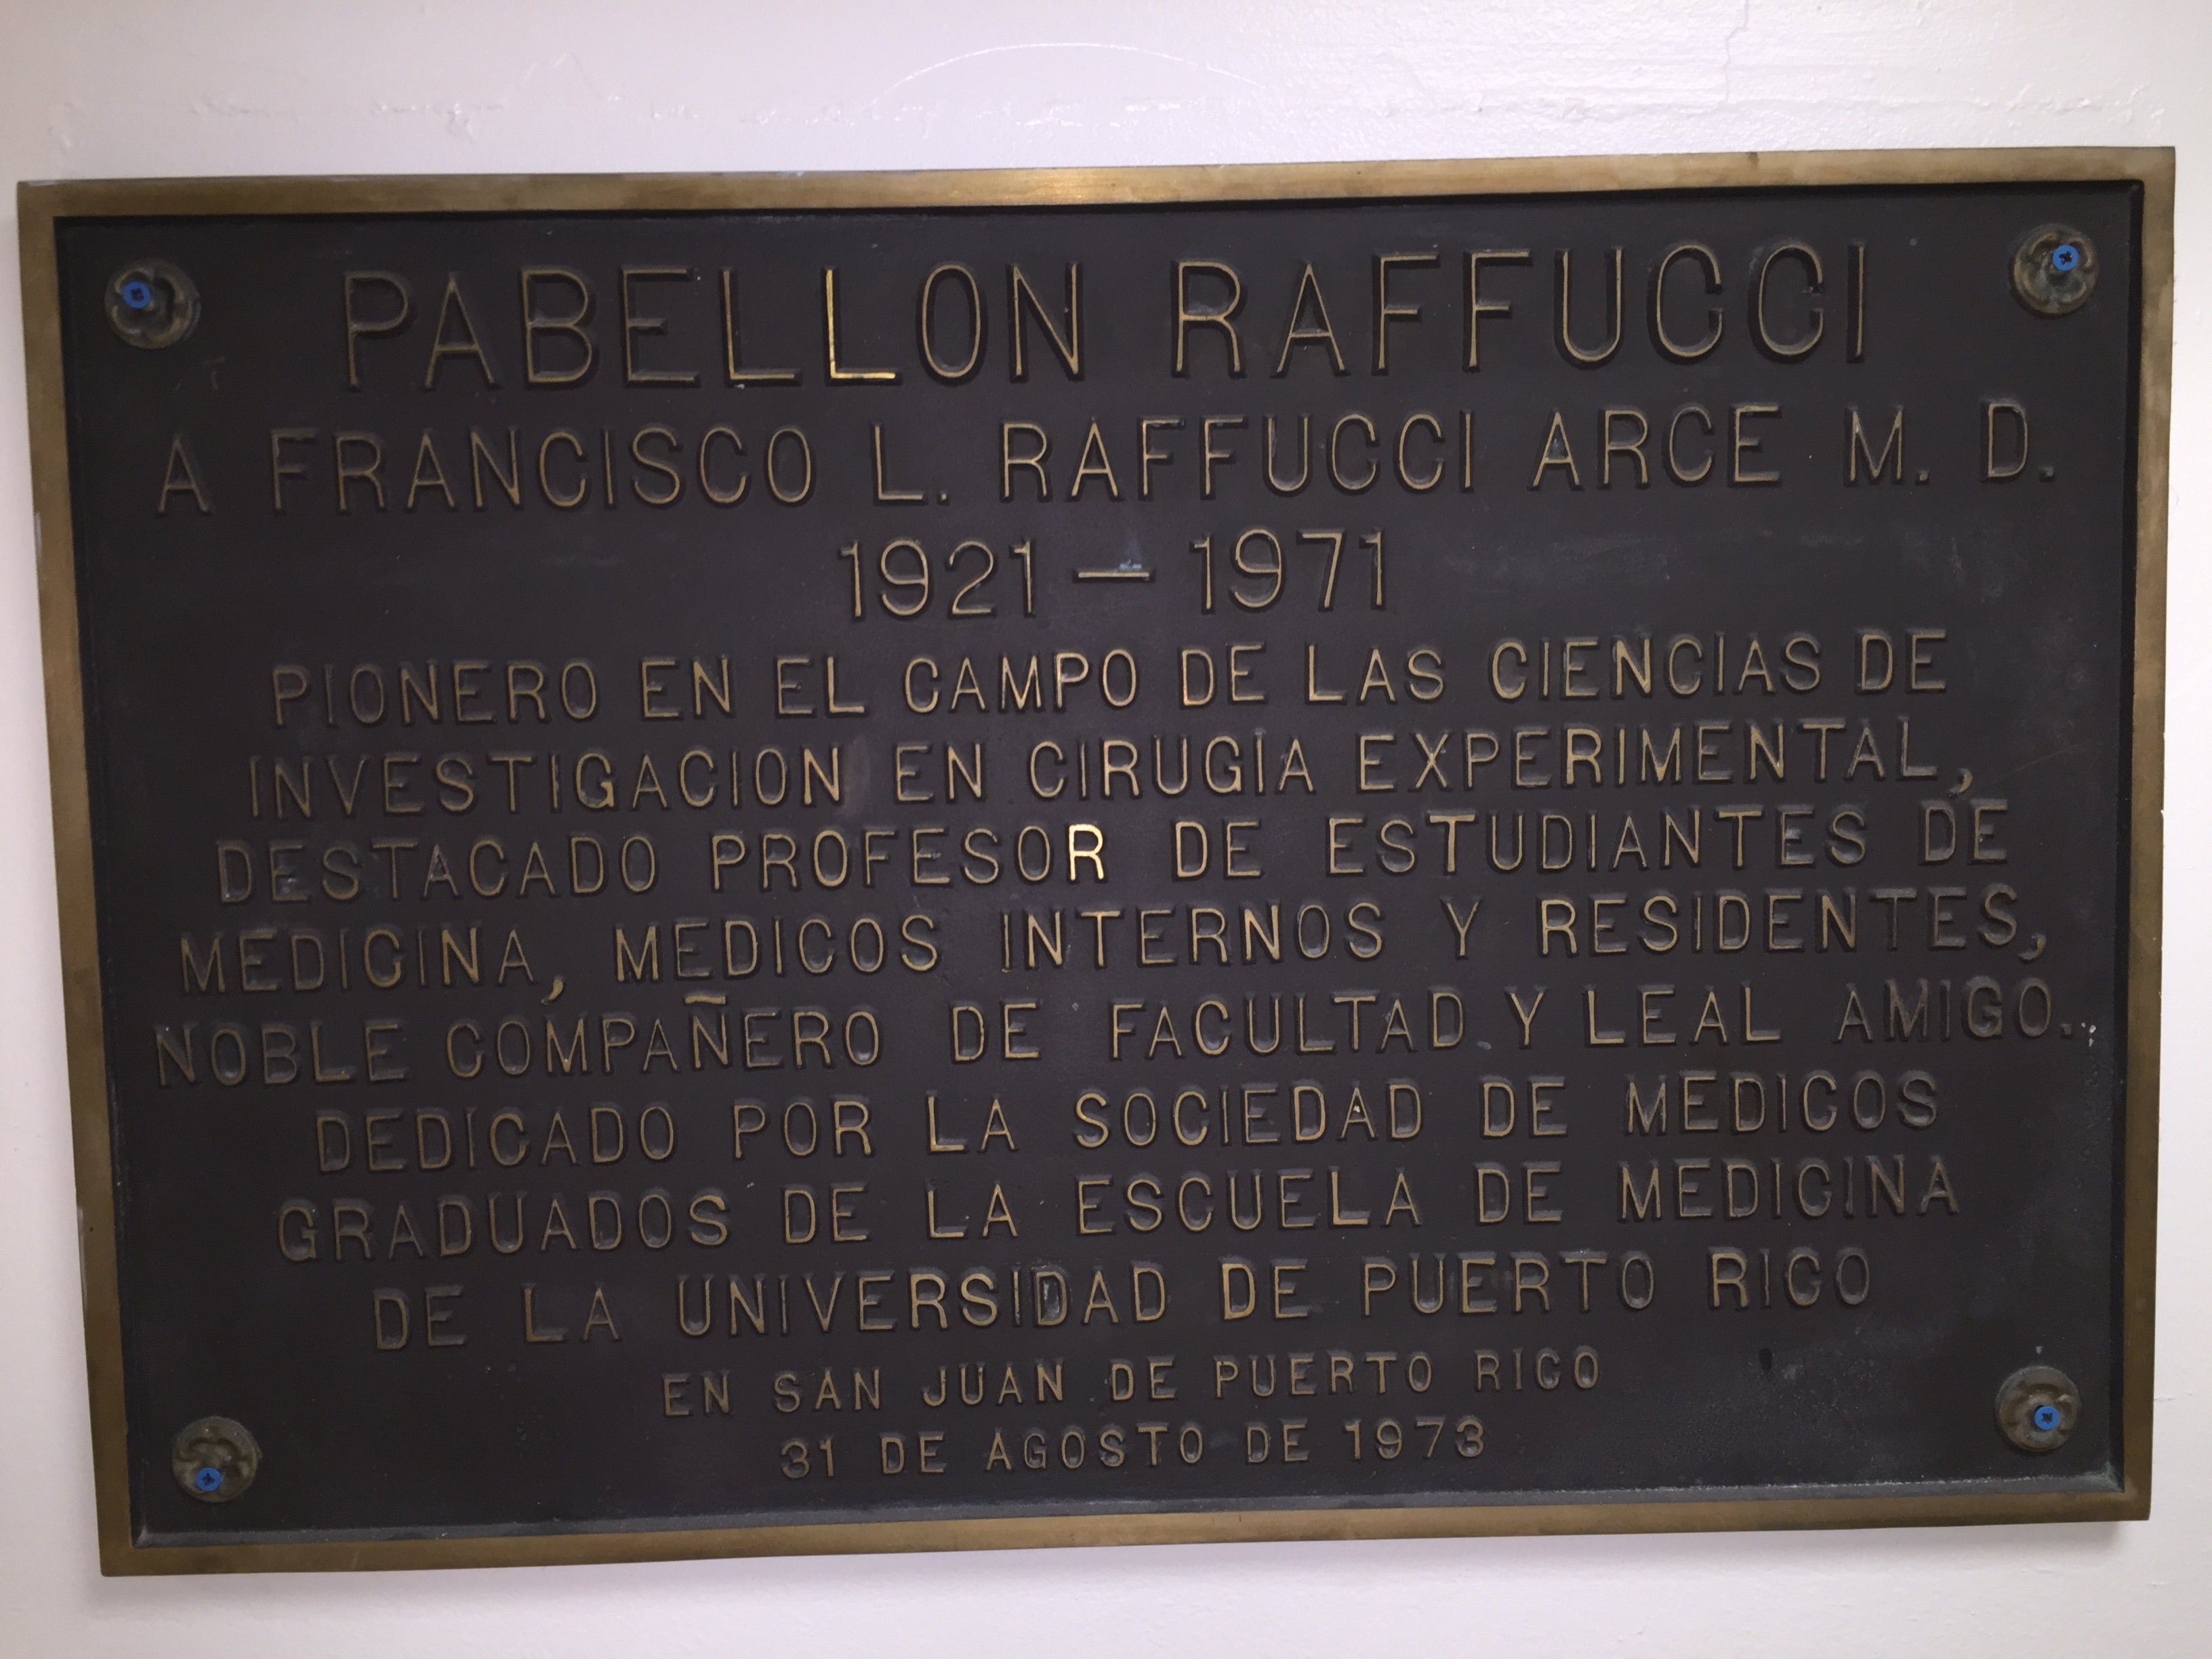 PABELLON RAFFUCCI
A FRANCISCO L. RAFFUCCI ARCE M. D.
1921 — 1971
PIONERO EN EL CAMPO DE LAS CIENCIAS DE
INVESTIGACION EN CIRUGIA EXPERIMENTAL,
DESTACADO PROFESOR DE ESTUDIANTES DE
MEDICINA, MEDICOS INTERNOS Y RESIDENTES,
NOBLE COMPAÑERO DE FACULTAD Y LEAL AMIGO.
DEDICADO POR LA SOCIEDAD DE MEDICOS
GRADUADOS DE LA ESCUELA DE MEDICINA
DE LA UNIVERSIDAD DE PUERTO RICO
EN SAN JUAN DE PUERTO RICO
31 DE AGOSTO DE 1973